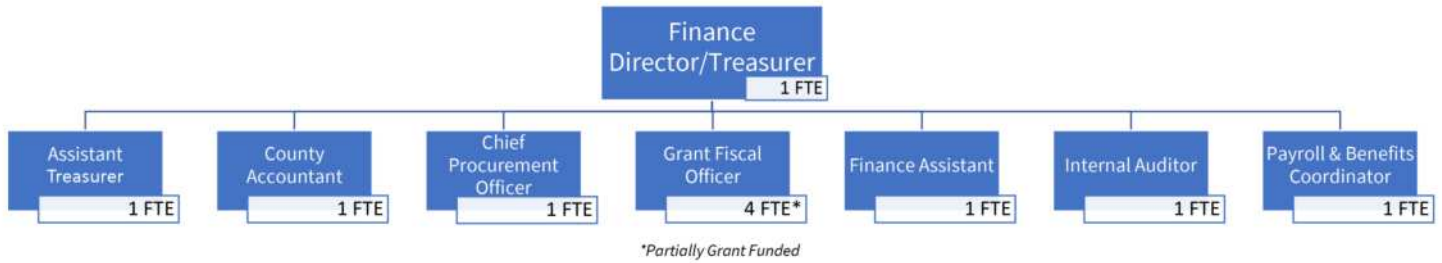 Finance
Director/Treasurer
1 FTE
Assistant
Treasurer
1 FTE
County
Accountant
1 FTE
Chief
Procurement
Officer
1 FTE
Grant Fiscal
Officer
4 FTE*
Finance Assistant
1 FTE
Internal Auditor
1 FTE
Payroll & Benefits
Coordinator
1 FTE
*Partially Grant Funded